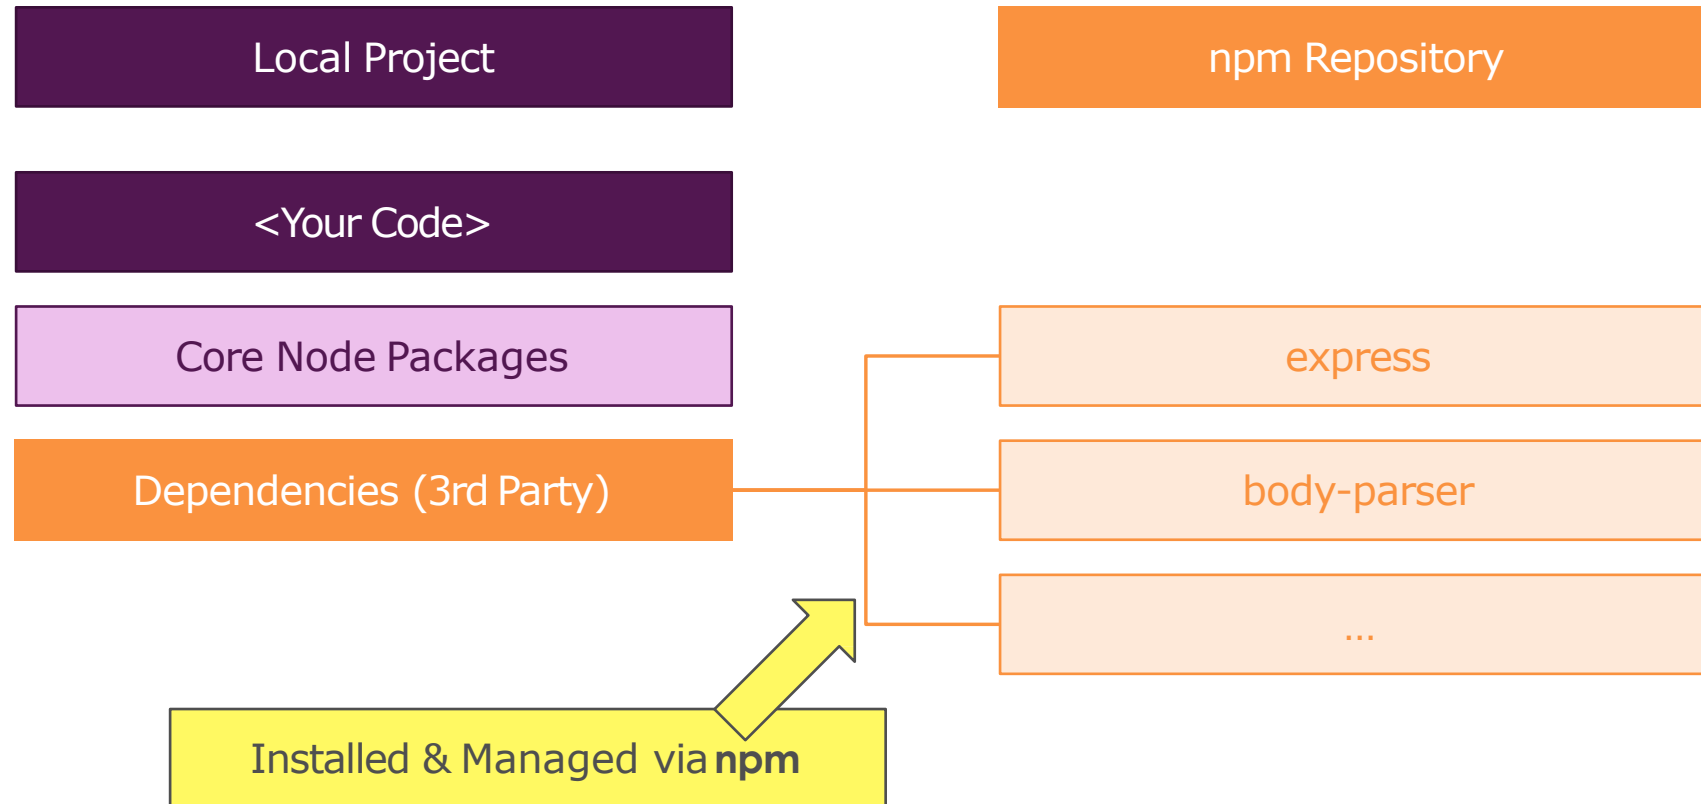 Local Project
npm Repository
<Your Code>
Core Node Packages
express
Dependencies (3rd Party)
body-parser
...
Installed & Managed via npm